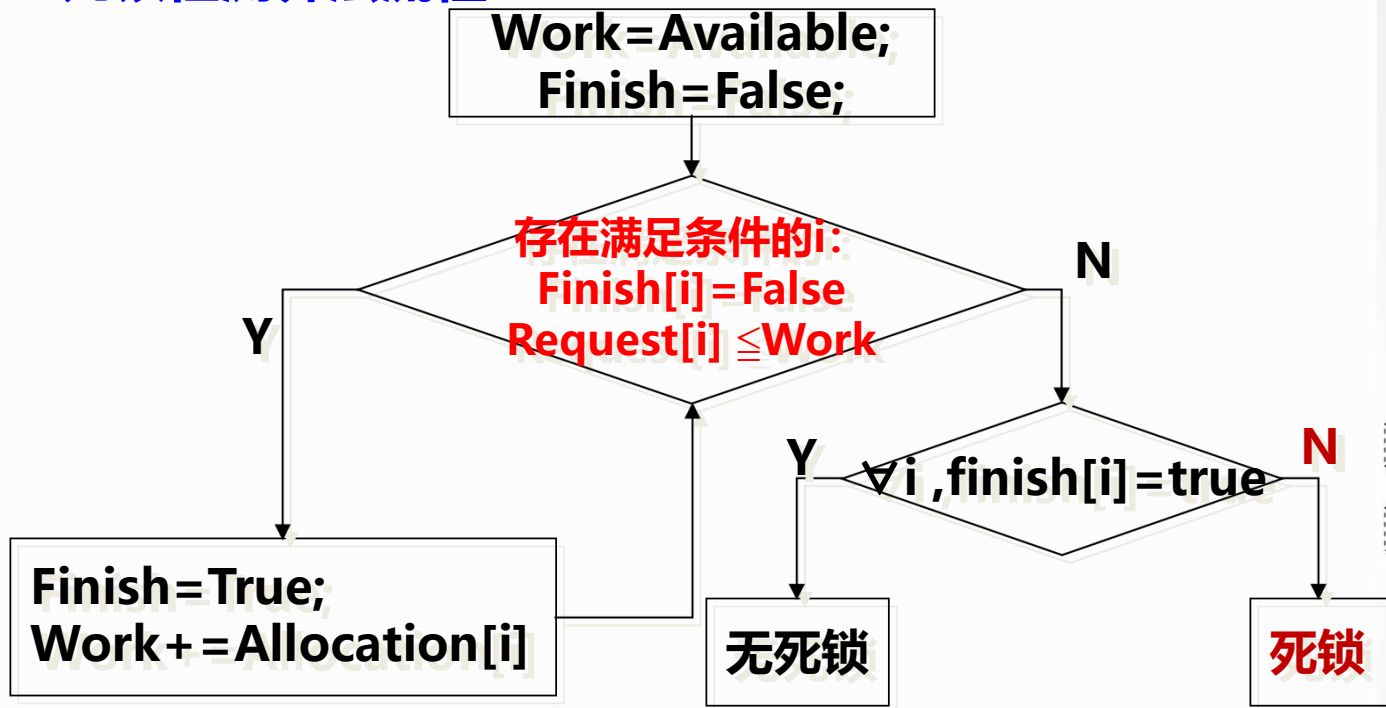 Work=Available;
Finish=False;
存在满足条件的i:
Finish[i]=False
Request[i] ≦Work
N
Y
Y
∀i ,finish[i]=true
N
Finish=True;
Work+=Allocation[i]
无死锁
死锁